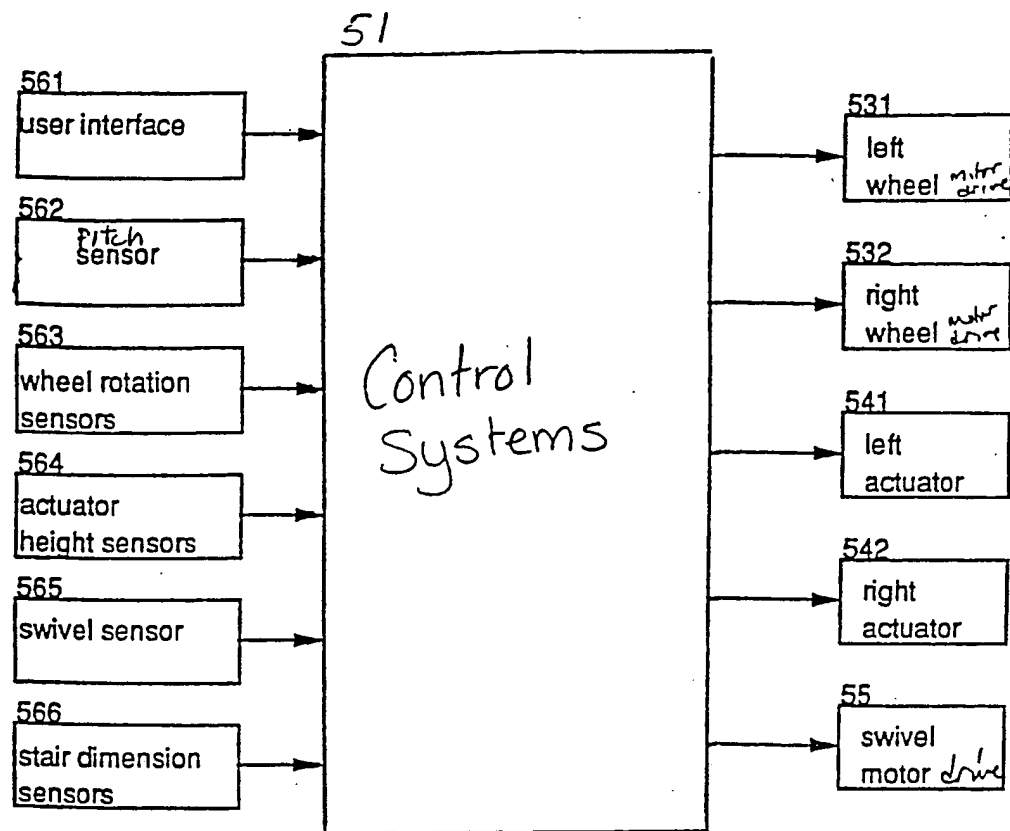 51
561
user interface
562
Pitch
sensor
563
wheel rotation
sensors
564
actuator
height sensors
565
swivel sensor
566
stair dimension
sensors
Control
Systems
531
left
wheel motor
drive
532
right
wheel motor
drive
541
left
actuator
542
right
actuator
55
swivel
motor drive